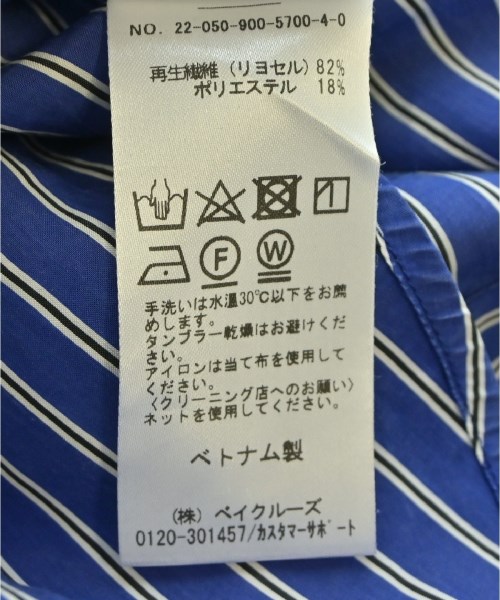 NO. 22-050-900-5700-4-0
再生繊維 (リヨセル) 82%
ポリエステル 18%
F W
手洗いは水温30℃以下をお薦
めします。
タンブラー乾燥はお避けくだ
さい。
アイロンは当て布を使用して
ください。
〈クリーニング店へのお願い〉
ネットを使用してください。
ベトナム製
(株) ベイクルーズ
0120-301457/カスタマーサポート